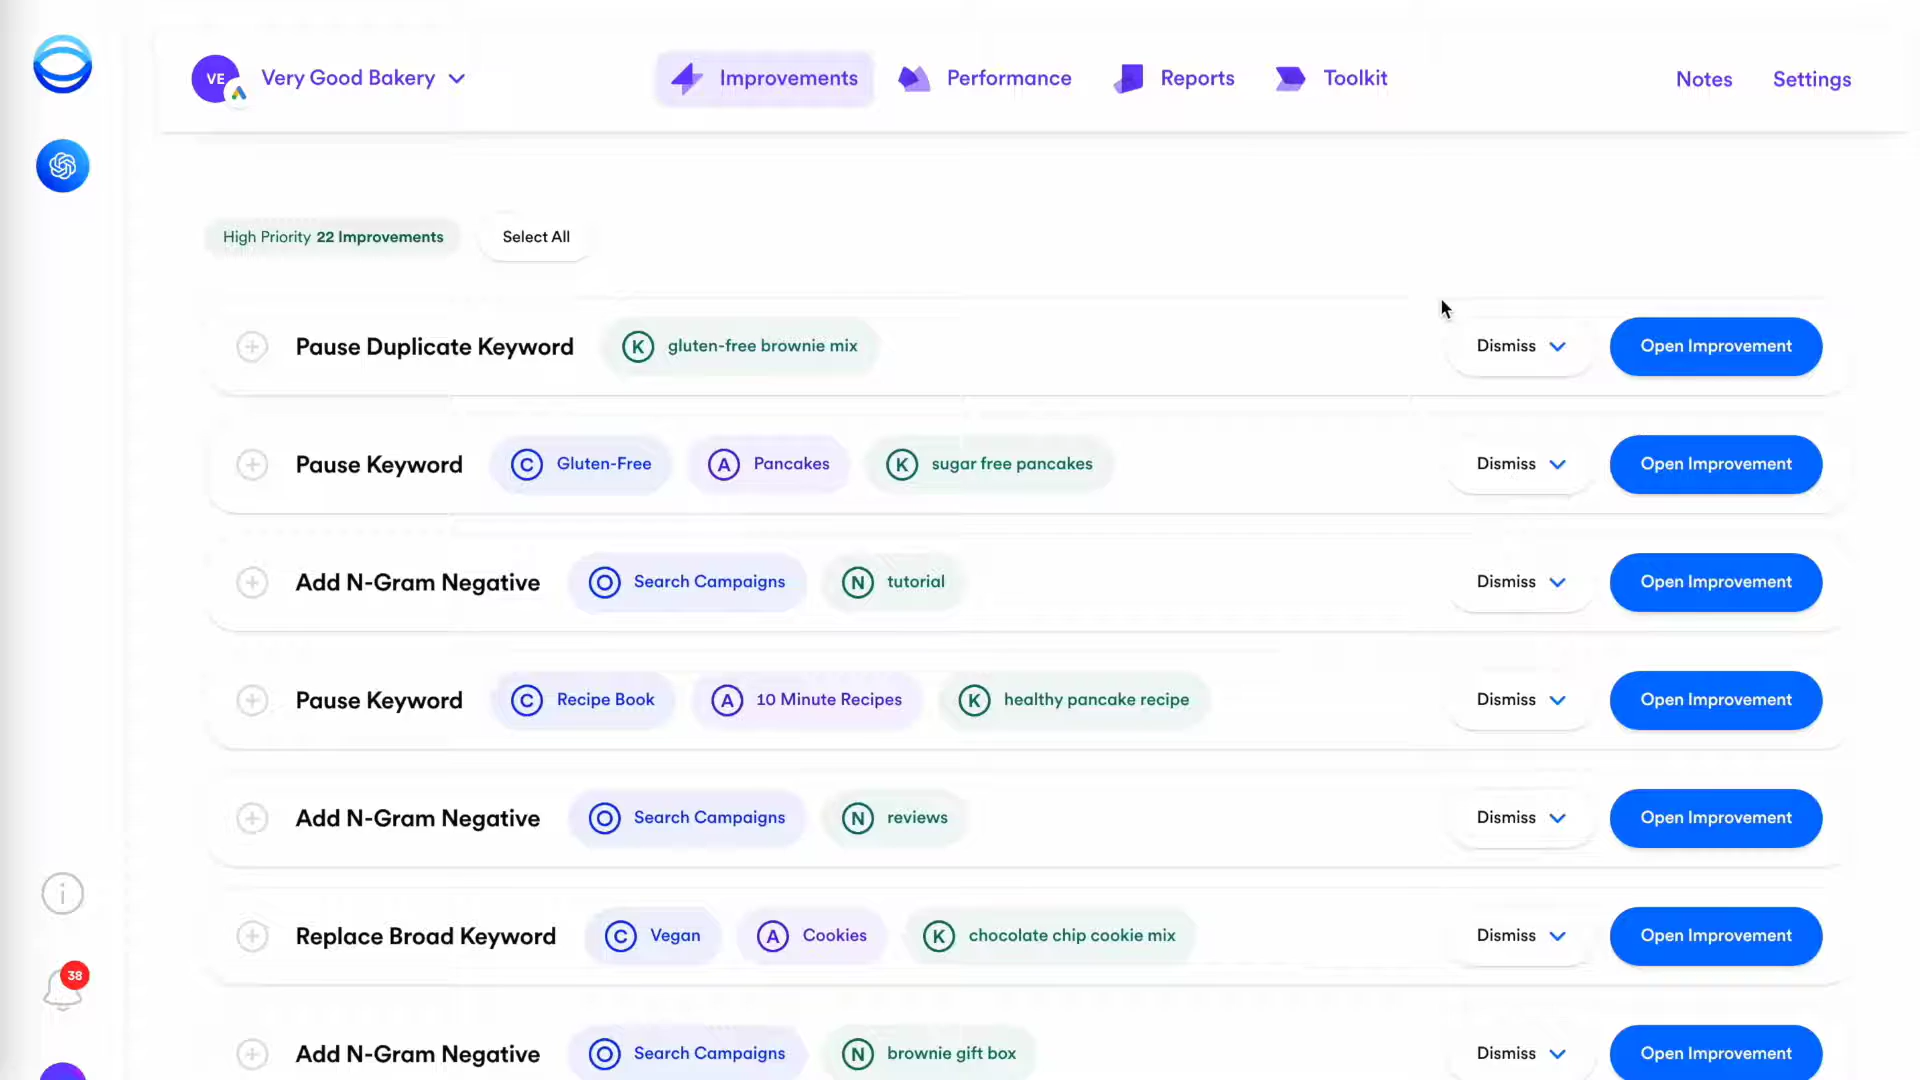 VE Very Good Bakery Improvements Performance Reports Toolkit Notes Settings
High Priority 22 Improvements Select All
Pause Duplicate Keyword K gluten-free brownie mix Dismiss Open Improvement
Pause Keyword C Gluten-Free A Pancakes K sugar free pancakes Dismiss Open Improvement
Add N-Gram Negative O Search Campaigns N tutorial Dismiss Open Improvement
Pause Keyword C Recipe Book A 10 Minute Recipes K healthy pancake recipe Dismiss Open Improvement
Add N-Gram Negative O Search Campaigns N reviews Dismiss Open Improvement
Replace Broad Keyword C Vegan A Cookies K chocolate chip cookie mix Dismiss Open Improvement
38
Add N-Gram Negative O Search Campaigns N brownie gift box Dismiss Open Improvement